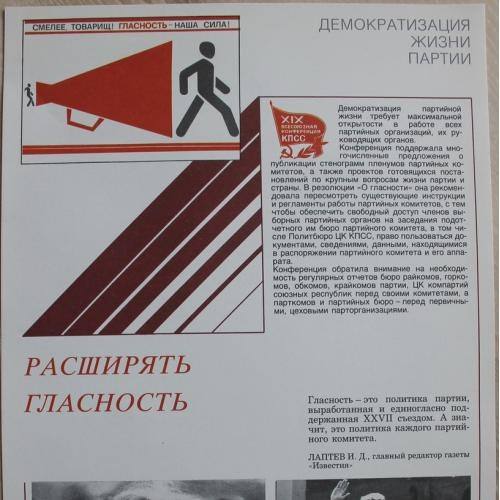 СМЕЛЕЕ, ТОВАРИЩ! ГЛАСНОСТЬ – НАША СИЛА!
ДЕМОКРАТИЗАЦИЯ
ЖИЗНИ
ПАРТИИ
XIX
ВСЕСОЮЗНАЯ
КОНФЕРЕНЦИЯ
КПСС
Демократизация партийной
жизни требует максимальной
открытости в работе всех
партийных организаций, их ру-
ководящих органов.
Конференция поддержала мно-
гочисленные предложения о
публикации стенограмм пленумов партийных ко-
митетов, а также проектов готовящихся поста-
новлений по крупным вопросам жизни партии и
страны. В резолюции «О гласности» она рекомен-
довала пересмотреть существующие инструкции
и регламенты работы партийных комитетов, с тем
чтобы обеспечить свободный доступ членов вы-
борных партийных органов на заседания подот-
четного им бюро партийного комитета, в том чи-
сле Политбюро ЦК КПСС, право пользоваться до-
кументами, сведениями, данными, находящимися
в распоряжении партийного комитета и его аппа-
рата.
Конференция обратила внимание на необходи-
мость регулярных отчетов бюро райкомов, горко-
мов, обкомов, крайкомов партии, ЦК компартий
союзных республик перед своими комитетами, а
парткомов и партийных бюро – перед первичны-
ми, цеховыми парторганизациями.
РАСШИРЯТЬ
ГЛАСНОСТЬ
Гласность – это политика партии,
выработанная и единогласно под-
держанная XXVII съездом. А зна-
чит, это политика каждого партий-
ного комитета.
ЛАПТЕВ И. Д., главный редактор газеты
«Известия»